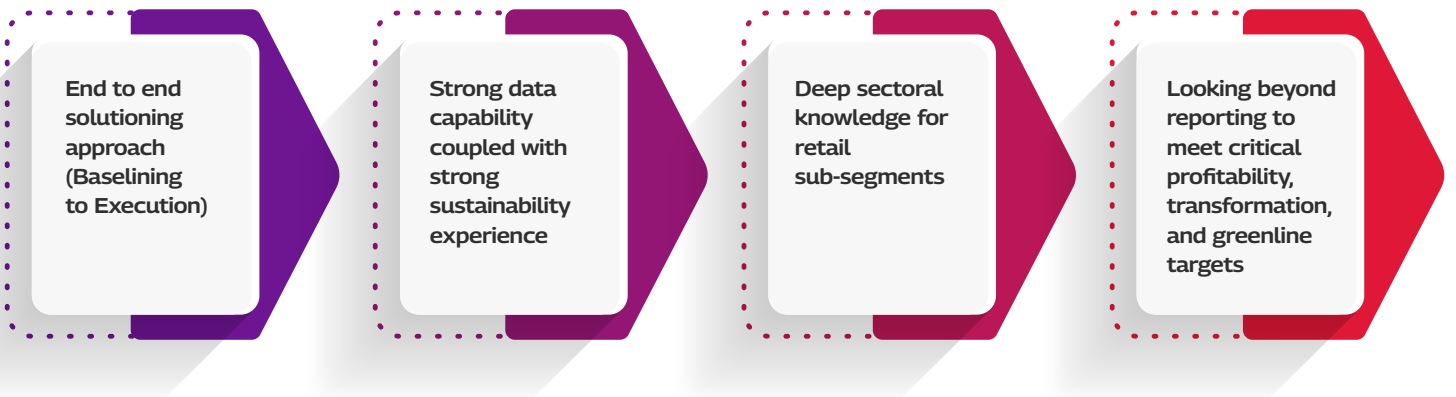 End to end
solutioning
approach
(Baselining
to Execution)
Strong data
capability
coupled with
strong
sustainability
experience
Deep sectoral
knowledge for
retail
sub-segments
Looking beyond
reporting to
meet critical
profitability,
transformation,
and greenline
targets